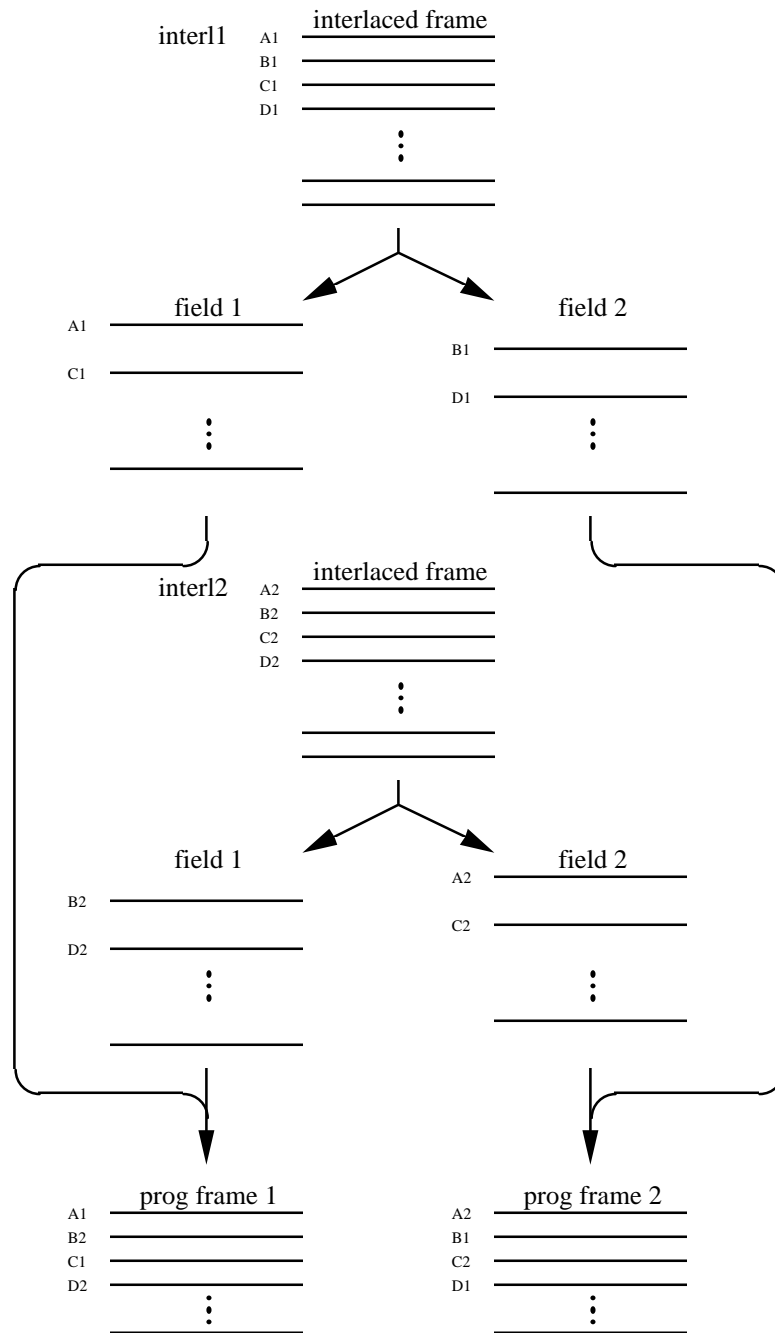 interlaced frame
interl1
A1
B1
C1
D1
field 1
field 2
A1
B1
C1
D1
interlaced frame
interl2
A2
B2
C2
D2
field 1
field 2
A2
B2
C2
D2
prog frame 1
prog frame 2
A1
A2
B2
B1
C1
C2
D2
D1